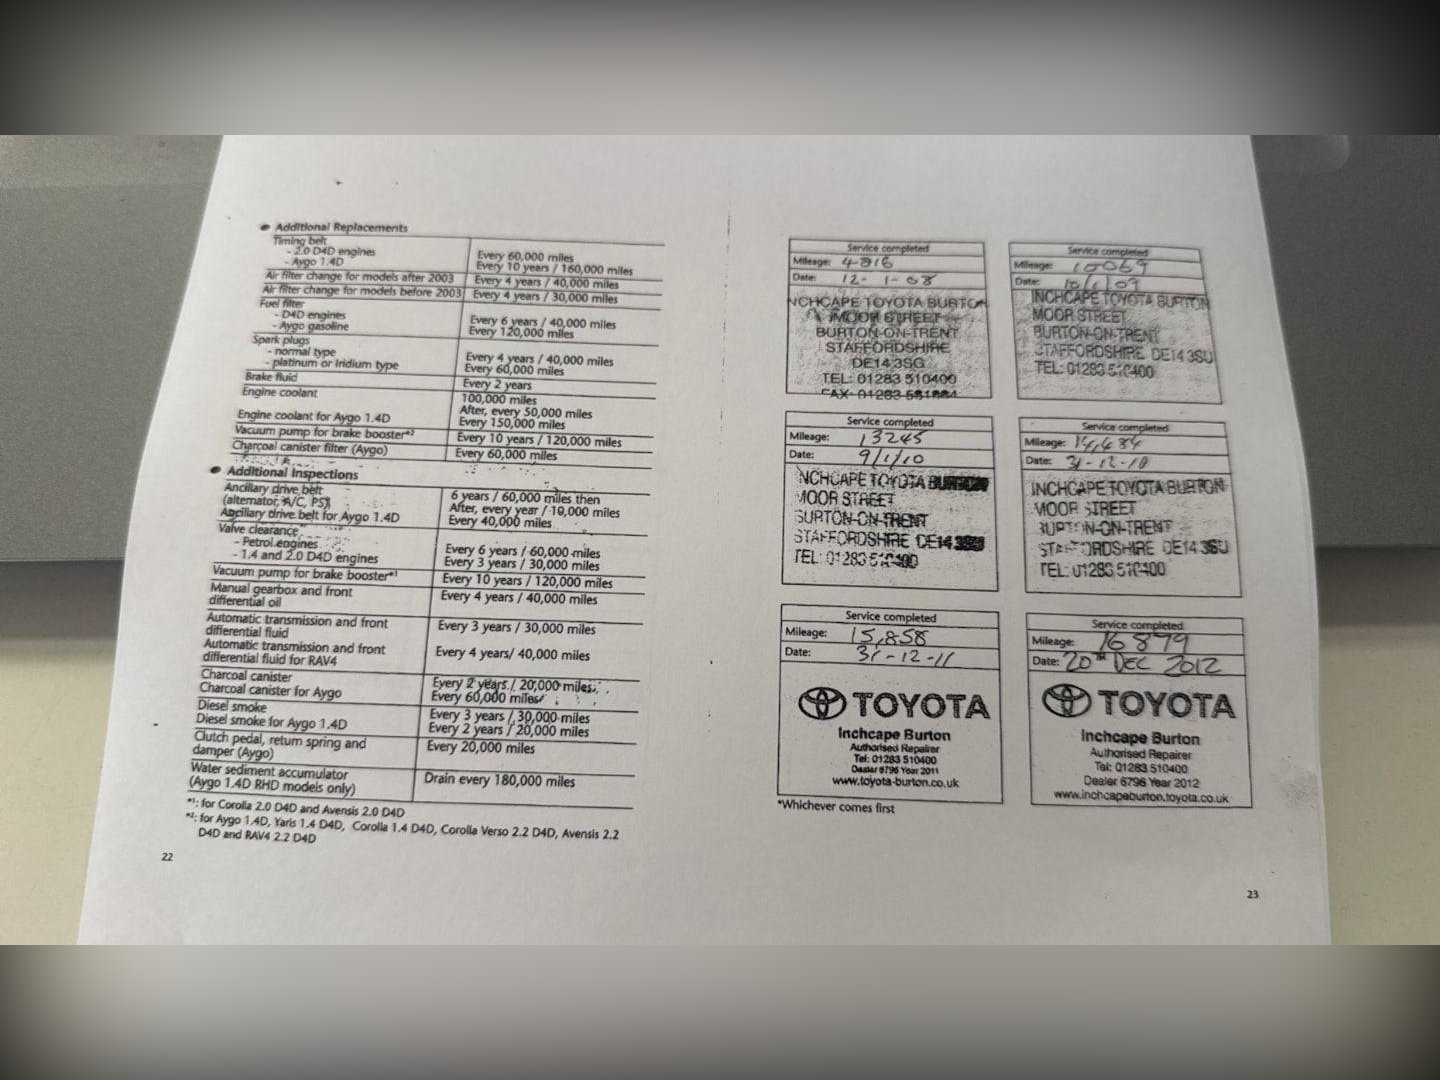 Additional Replacements
Timing belt
- 2.0 D4D engines Every 60,000 miles
- Aygo 1.4D Every 10 years / 160,000 miles
Air filter change for models after 2003 Every 4 years / 40,000 miles
Air filter change for models before 2003 Every 4 years / 30,000 miles
Fuel filter
- D4D engines Every 6 years / 40,000 miles
- Aygo gasoline Every 120,000 miles
Spark plugs
- normal type Every 4 years / 40,000 miles
- platinum or Iridium type Every 60,000 miles
Brake fluid Every 2 years
Engine coolant 100,000 miles
After, every 50,000 miles
Engine coolant for Aygo 1.4D Every 150,000 miles
Vacuum pump for brake booster*2 Every 10 years / 120,000 miles
Charcoal canister filter (Aygo) Every 60,000 miles
Additional Inspections
Ancillary drive belt 6 years / 60,000 miles then
(alternator, A/C, PS) After, every year / 10,000 miles
Ancillary drive belt for Aygo 1.4D Every 40,000 miles
Valve clearance
- Petrol engines Every 6 years / 60,000 miles
- 1.4 and 2.0 D4D engines Every 3 years / 30,000 miles
Vacuum pump for brake booster*1 Every 10 years / 120,000 miles
Manual gearbox and front Every 4 years / 40,000 miles
differential oil
Automatic transmission and front Every 3 years / 30,000 miles
differential fluid
Automatic transmission and front Every 4 years/ 40,000 miles
differential fluid for RAV4
Charcoal canister Every 2 years / 20,000 miles
Charcoal canister for Aygo Every 60,000 miles
Diesel smoke Every 3 years / 30,000 miles
Diesel smoke for Aygo 1.4D Every 2 years / 20,000 miles
Clutch pedal, return spring and Every 20,000 miles
damper (Aygo)
Water sediment accumulator Drain every 180,000 miles
(Aygo 1.4D RHD models only)
*1: for Corolla 2.0 D4D and Avensis 2.0 D4D
*2: for Aygo 1.4D, Yaris 1.4 D4D, Corolla 1.4 D4D, Corolla Verso 2.2 D4D, Avensis 2.2
D4D and RAV4 2.2 D4D
22
Service completed
Mileage: 4816
Date: 12-1-08
NCHCAPE TOYOTA BURTON
MOOR STREET
BURTON-ON-TRENT
STAFFORDSHIRE
DE14 3SG
TEL: 01283 510400
Service completed
Mileage: 10069
Date: 10/1/09
INCHCAPE TOYOTA BURTON
MOOR STREET
BURTON-ON-TRENT
STAFFORDSHIRE DE14 3SU
TEL: 01283 510400
Service completed
Mileage: 13245
Date: 9/1/10
NCHCAPE TOYOTA BURTON
MOOR STREET
BURTON-ON-TRENT
STAFFORDSHIRE DE14
TEL: 01283 510400
Service completed
Mileage: 14,484
Date: 31-12-10
INCHCAPE TOYOTA BURTON
MOOR STREET
BURTON-ON-TRENT
STAFFORDSHIRE DE14 3SU
TEL: 01283 510400
Service completed
Mileage: 15,858
Date: 31-12-11
TOYOTA
Inchcape Burton
Authorised Repairer
Tel: 01283 510400
Dealer 6796 Year 2011
www.toyota-burton.co.uk
Service completed
Mileage: 16879
Date: 20TH DEC 2012
TOYOTA
Inchcape Burton
Authorised Repairer
Tel: 01283 510400
Dealer 6796 Year 2012
www.inchcapeburton.toyota.co.uk
*Whichever comes first
23